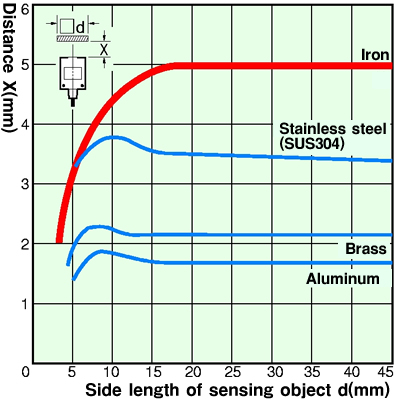 Distance X(mm)
6
5
4
3
2
1
d
X
Iron
Stainless steel
(SUS304)
Brass
Aluminum
0 5 10 15 20 25 30 35 40 45
Side length of sensing object d(mm)